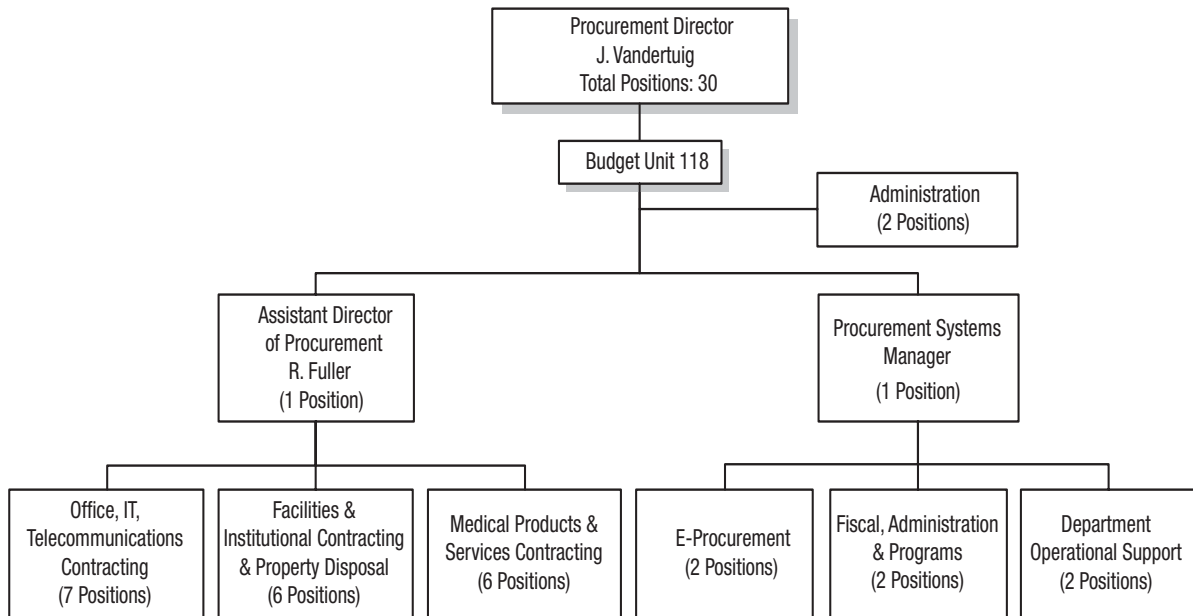 Procurement Director
J. Vandertuig
Total Positions: 30
Budget Unit 118
Administration
(2 Positions)
Assistant Director
of Procurement
R. Fuller
(1 Position)
Procurement Systems
Manager
(1 Position)
Office, IT,
Telecommunications
Contracting
(7 Positions)
Facilities &
Institutional Contracting
& Property Disposal
(6 Positions)
Medical Products &
Services Contracting
(6 Positions)
E-Procurement
(2 Positions)
Fiscal, Administration
& Programs
(2 Positions)
Department
Operational Support
(2 Positions)